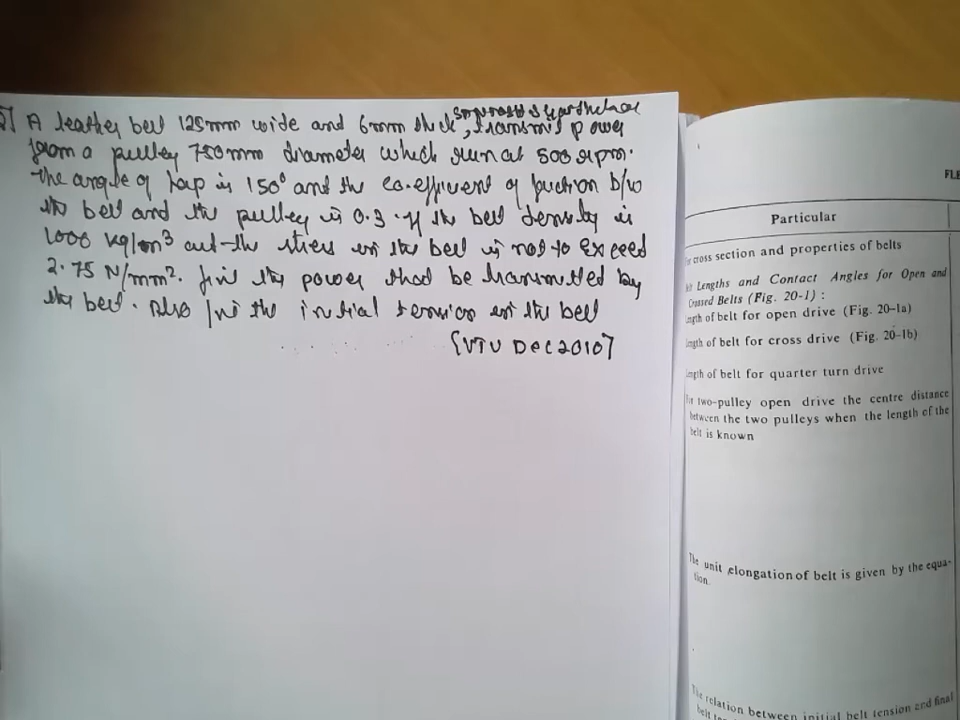 Q] A leather belt 125mm wide and 6mm thick, transmits power
from a pulley 750mm diameter which run at 500 rpm.
the angle of lap is 150° and the co-efficient of friction b/w
the belt and the pulley is 0.3. If the belt density is
1000 kg/m³ and the stress in the belt is not to exceed
2.75 N/mm². find the power that be transmitted by
the belt. Also find the initial tension in the belt
[VTU Dec 2010]
FLE
Particular
cross section and properties of belts
Lengths and Contact Angles for Open and
Crossed Belts (Fig. 20-1) :
length of belt for open drive (Fig. 20-1a)
length of belt for cross drive (Fig. 20-1b)
length of belt for quarter turn drive
For two-pulley open drive the centre distance
between the two pulleys when the length of the
belt is known
The unit elongation of belt is given by the equa-
tion.
The relation between initial belt tension and final
belt